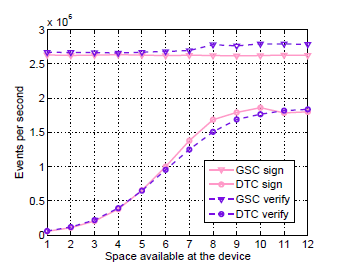 x 10⁶
3
2.5
2
1.5
1
0.5
0
Events per second
1 2 3 4 5 6 7 8 9 10 11 12
Space available at the device
GSC sign
DTC sign
GSC verify
DTC verify